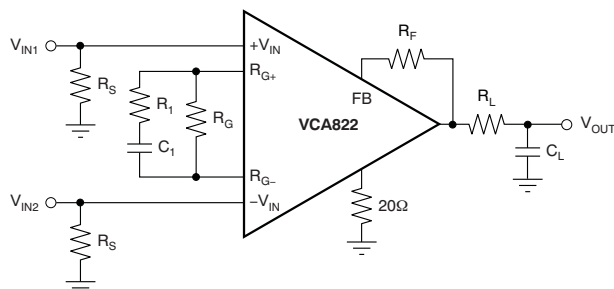 V_IN1
+V_IN
R_F
R_S
R_G+
R_1
R_G
FB
R_L
VCA822
V_OUT
C_1
C_L
R_G−
V_IN2
−V_IN
20Ω
R_S